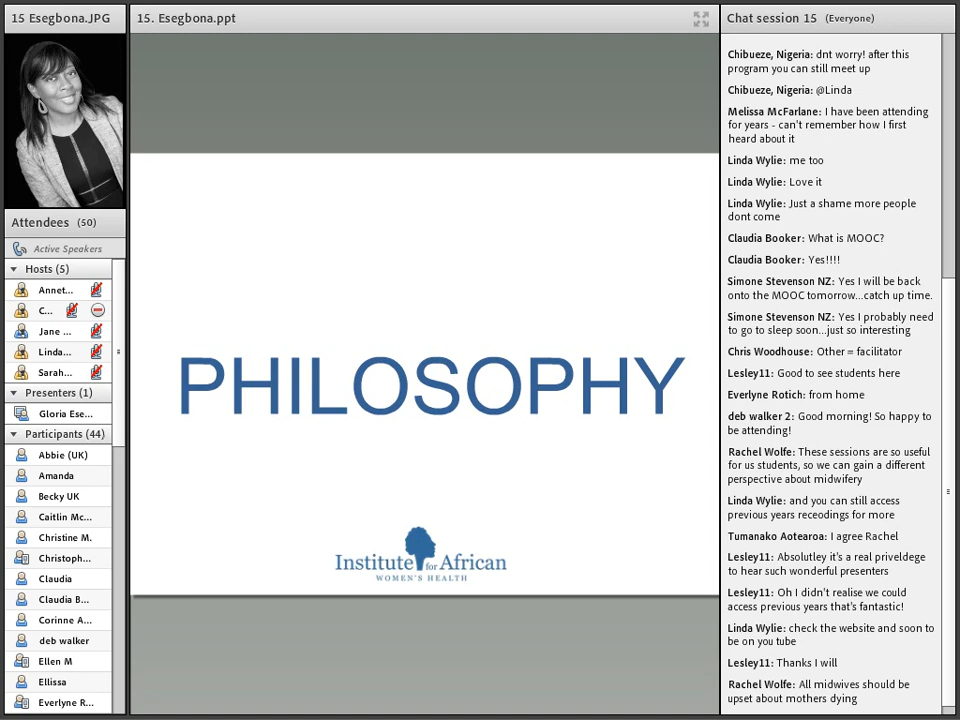 15 Esegbona.JPG
Attendees (50)
Active Speakers
Hosts (5)
Annet...
C...
Jane ...
Linda...
Sarah...
Presenters (1)
Gloria Ese...
Participants (44)
Abbie (UK)
Amanda
Becky UK
Caitlin Mc...
Christine M.
Christoph...
Claudia
Claudia B...
Corinne A...
deb walker
Ellen M
Ellissa
Everlyne R...
15. Esegbona.ppt
PHILOSOPHY
Institute for African
WOMEN'S HEALTH
Chat session 15 (Everyone)
Chibueze, Nigeria: dnt worry! after this
program you can still meet up
Chibueze, Nigeria: @Linda
Melissa McFarlane: I have been attending
for years - can't remember how I first
heard about it
Linda Wylie: me too
Linda Wylie: Love it
Linda Wylie: Just a shame more people
dont come
Claudia Booker: What is MOOC?
Claudia Booker: Yes!!!!
Simone Stevenson NZ: Yes I will be back
onto the MOOC tomorrow...catch up time.
Simone Stevenson NZ: Yes I probably need
to go to sleep soon...just so interesting
Chris Woodhouse: Other = facilitator
Lesley11: Good to see students here
Everlyne Rotich: from home
deb walker 2: Good morning! So happy to
be attending!
Rachel Wolfe: These sessions are so useful
for us students, so we can gain a different
perspective about midwifery
Linda Wylie: and you can still access
previous years receodings for more
Tumanako Aotearoa: I agree Rachel
Lesley11: Absolutley it's a real priveldege
to hear such wonderful presenters
Lesley11: Oh I didn't realise we could
access previous years that's fantastic!
Linda Wylie: check the website and soon to
be on you tube
Lesley11: Thanks I will
Rachel Wolfe: All midwives should be
upset about mothers dying